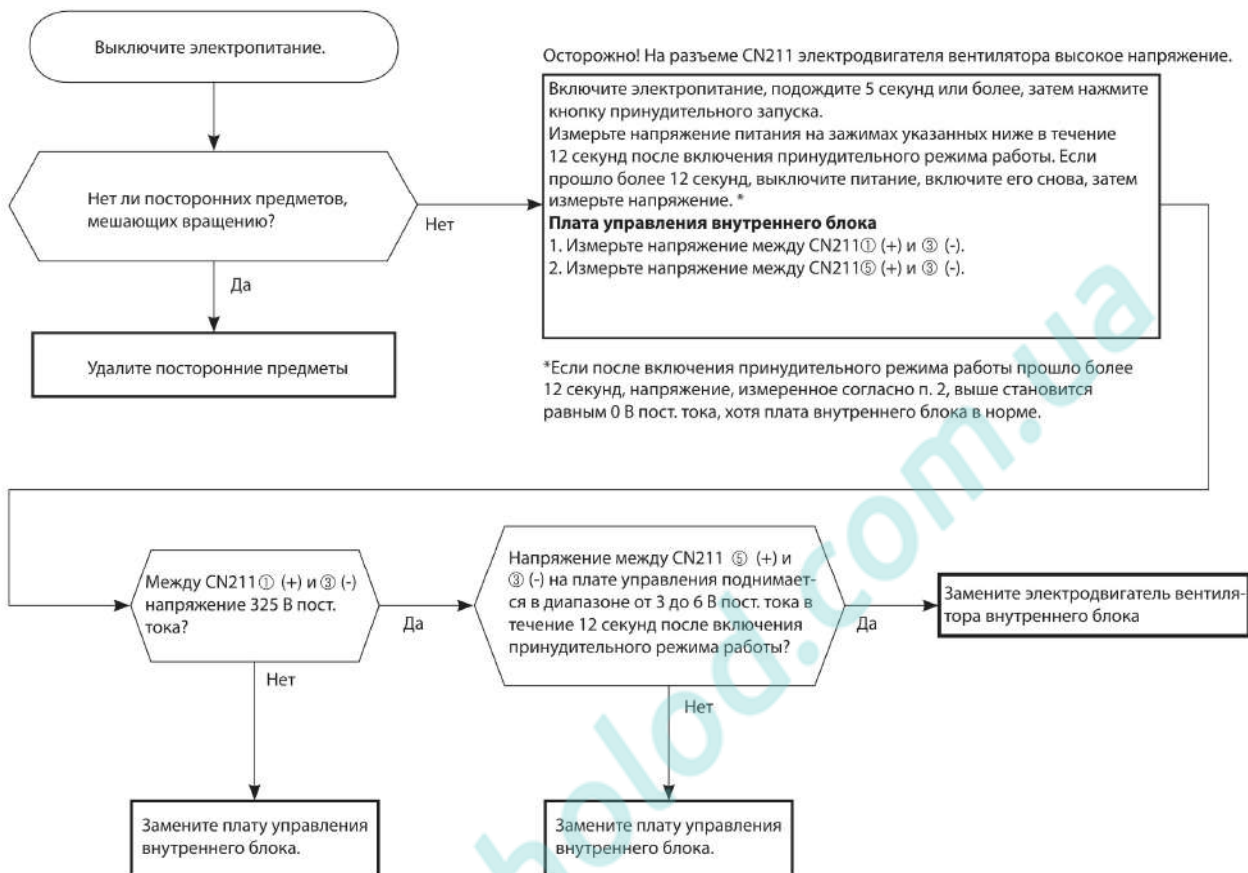 Выключите электропитание.
Нет ли посторонних предметов,
мешающих вращению?
Нет
Да
Удалите посторонние предметы
Осторожно! На разъеме CN211 электродвигателя вентилятора высокое напряжение.
Включите электропитание, подождите 5 секунд или более, затем нажмите
кнопку принудительного запуска.
Измерьте напряжение питания на зажимах указанных ниже в течение
12 секунд после включения принудительного режима работы. Если
прошло более 12 секунд, выключите питание, включите его снова, затем
измерьте напряжение. *
Плата управления внутреннего блока
1. Измерьте напряжение между CN211① (+) и ③ (-).
2. Измерьте напряжение между CN211⑤ (+) и ③ (-).
*Если после включения принудительного режима работы прошло более
12 секунд, напряжение, измеренное согласно п. 2, выше становится
равным 0 В пост. тока, хотя плата внутреннего блока в норме.
Между CN211① (+) и ③ (-)
напряжение 325 В пост.
тока?
Да
Нет
Замените плату управления
внутреннего блока.
Напряжение между CN211 ⑤ (+) и
③ (-) на плате управления поднимает-
ся в диапазоне от 3 до 6 В пост. тока в
течение 12 секунд после включения
принудительного режима работы?
Да
Нет
Замените плату управления
внутреннего блока.
Замените электродвигатель вентиля-
тора внутреннего блока
holod.com.ua